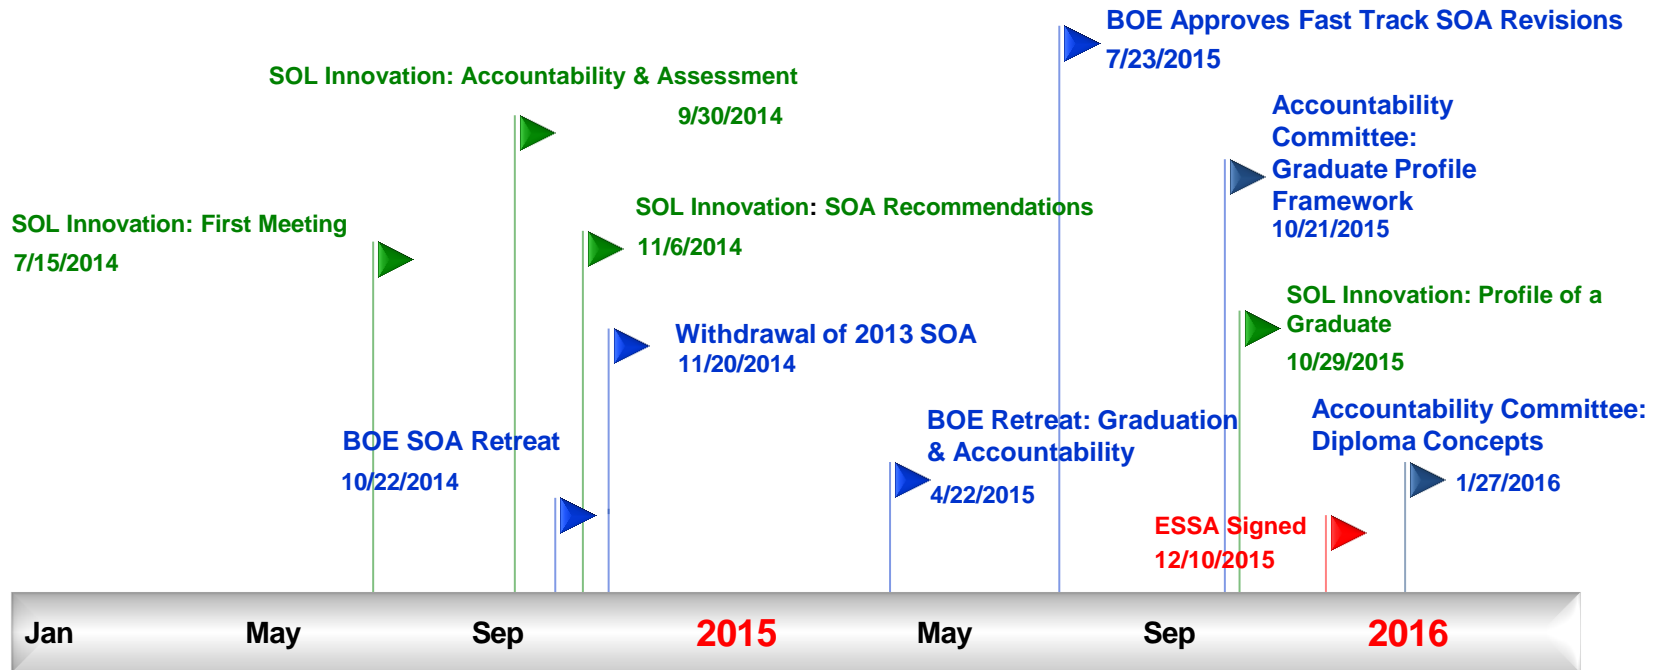 BOE Approves Fast Track SOA Revisions
7/23/2015
SOL Innovation: Accountability & Assessment
9/30/2014
Accountability
Committee:
Graduate Profile
Framework
10/21/2015
SOL Innovation: First Meeting
7/15/2014
SOL Innovation: SOA Recommendations
11/6/2014
SOL Innovation: Profile of a
Graduate
10/29/2015
Withdrawal of 2013 SOA
11/20/2014
BOE SOA Retreat
10/22/2014
BOE Retreat: Graduation
& Accountability
4/22/2015
Accountability Committee:
Diploma Concepts
1/27/2016
ESSA Signed
12/10/2015
Jan May Sep 2015 May Sep 2016